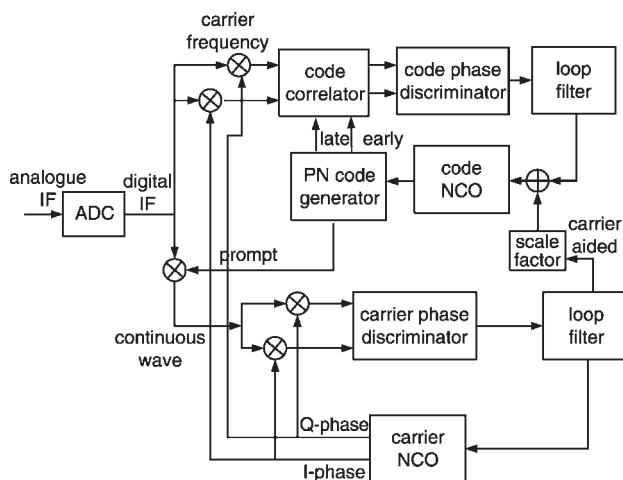 carrier
frequency
code
correlator
code phase
discriminator
loop
filter
late
early
analogue
IF
digital
IF
ADC
PN code
generator
code
NCO
scale
factor
carrier
aided
prompt
continuous
wave
carrier phase
discriminator
loop
filter
Q-phase
I-phase
carrier
NCO